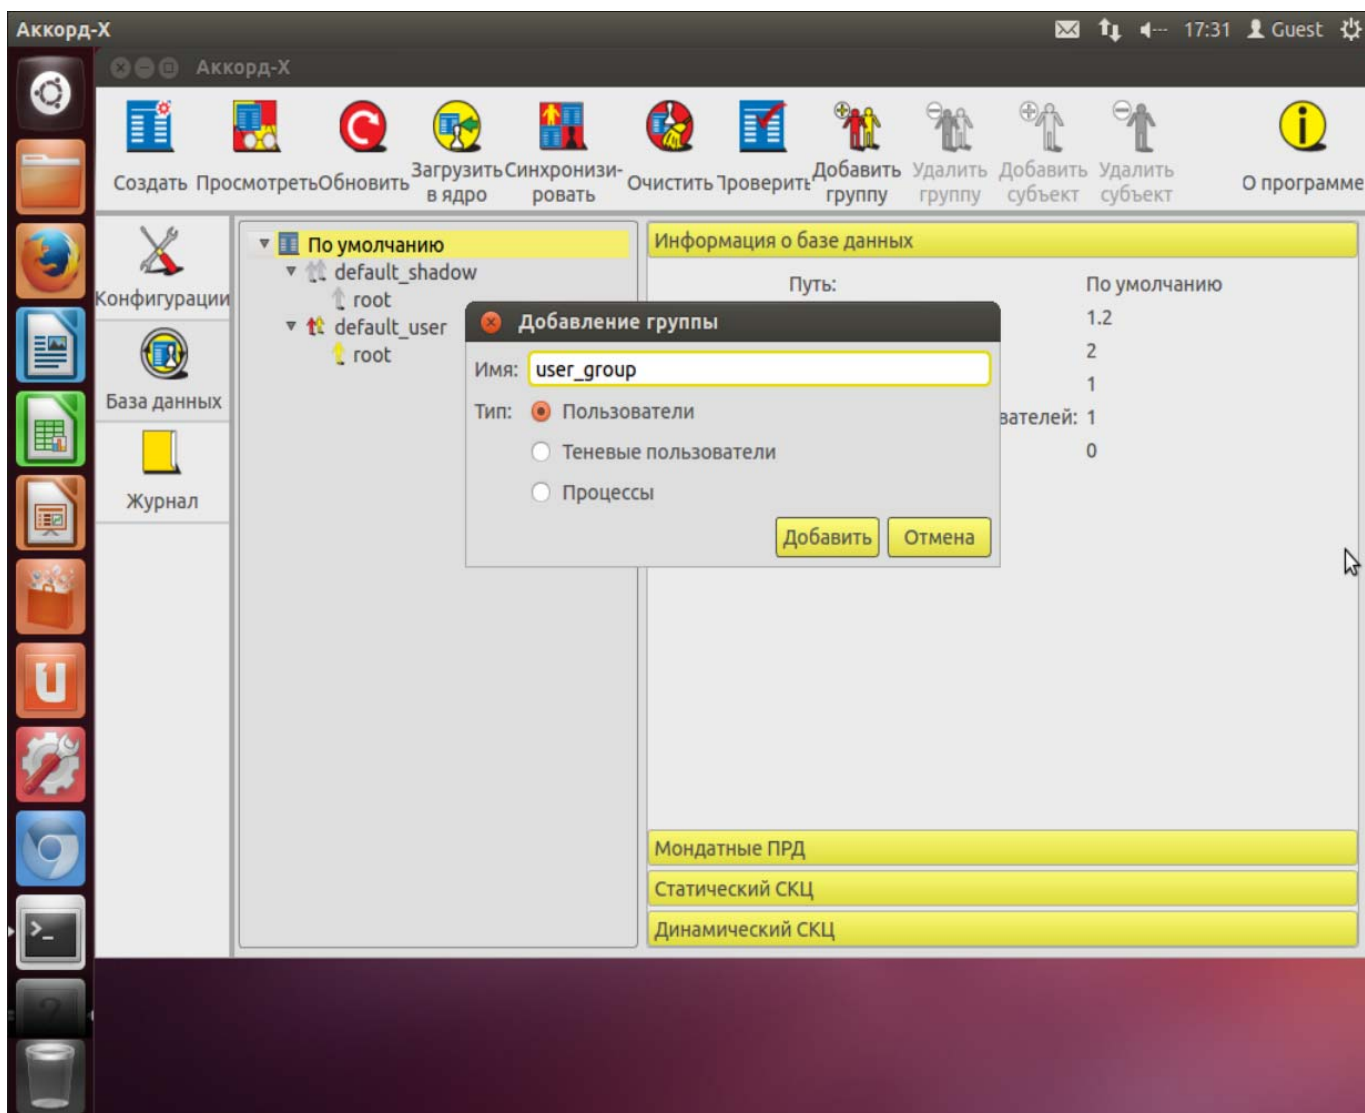 Аккорд-X
17:31 Guest
Аккорд-X
Создать Просмотреть Обновить Загрузить в ядро Синхронизи-ровать Очистить Проверить Добавить группу Удалить группу Добавить субъект Удалить субъект О программе
Конфигурации
База данных
Журнал
По умолчанию
default_shadow
root
default_user
root
Информация о базе данных
Путь: По умолчанию
1.2
2
1
вателей: 1
0
Добавление группы
Имя: user_group
Тип: Пользователи
Теневые пользователи
Процессы
Добавить Отмена
Мондатные ПРД
Статический СКЦ
Динамический СКЦ